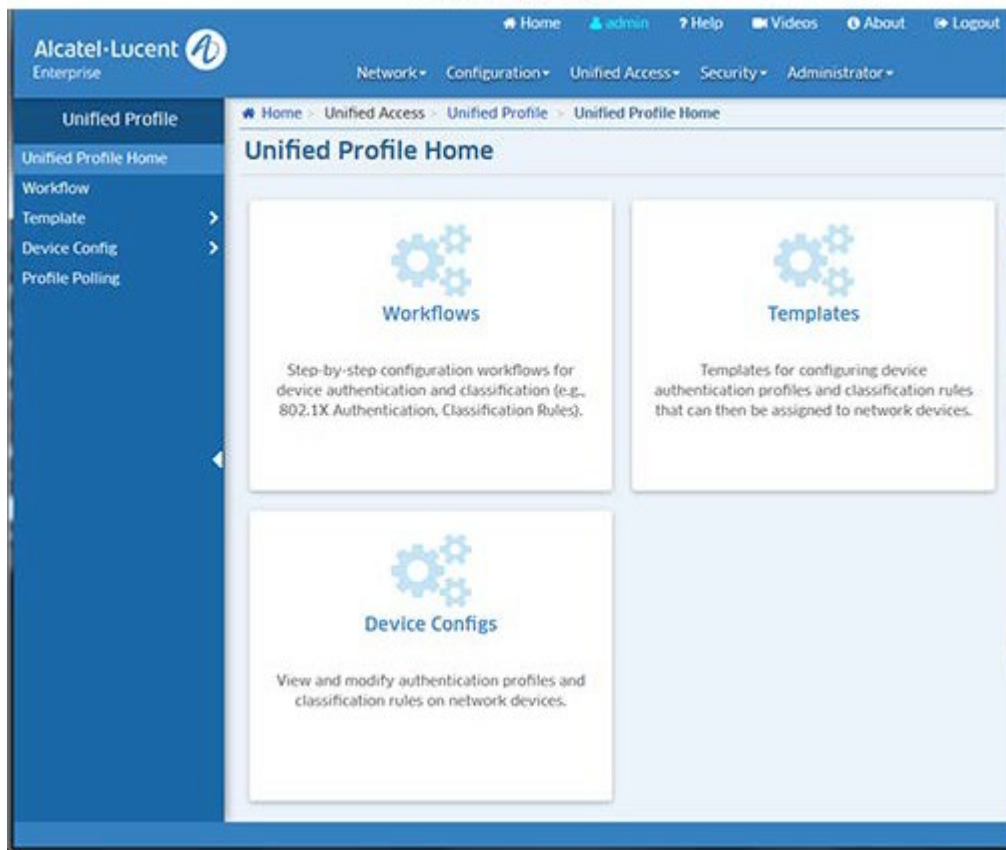 Home admin ? Help Videos About Logout
Alcatel·Lucent
Enterprise
Network Configuration Unified Access Security Administrator
Unified Profile
Home > Unified Access > Unified Profile > Unified Profile Home
Unified Profile Home
Workflow
Template
Device Config
Profile Polling
Unified Profile Home
Workflows
Step-by-step configuration workflows for
device authentication and classification (e.g.,
802.1X Authentication, Classification Rules).
Templates
Templates for configuring device
authentication profiles and classification rules
that can then be assigned to network devices.
Device Configs
View and modify authentication profiles and
classification rules on network devices.